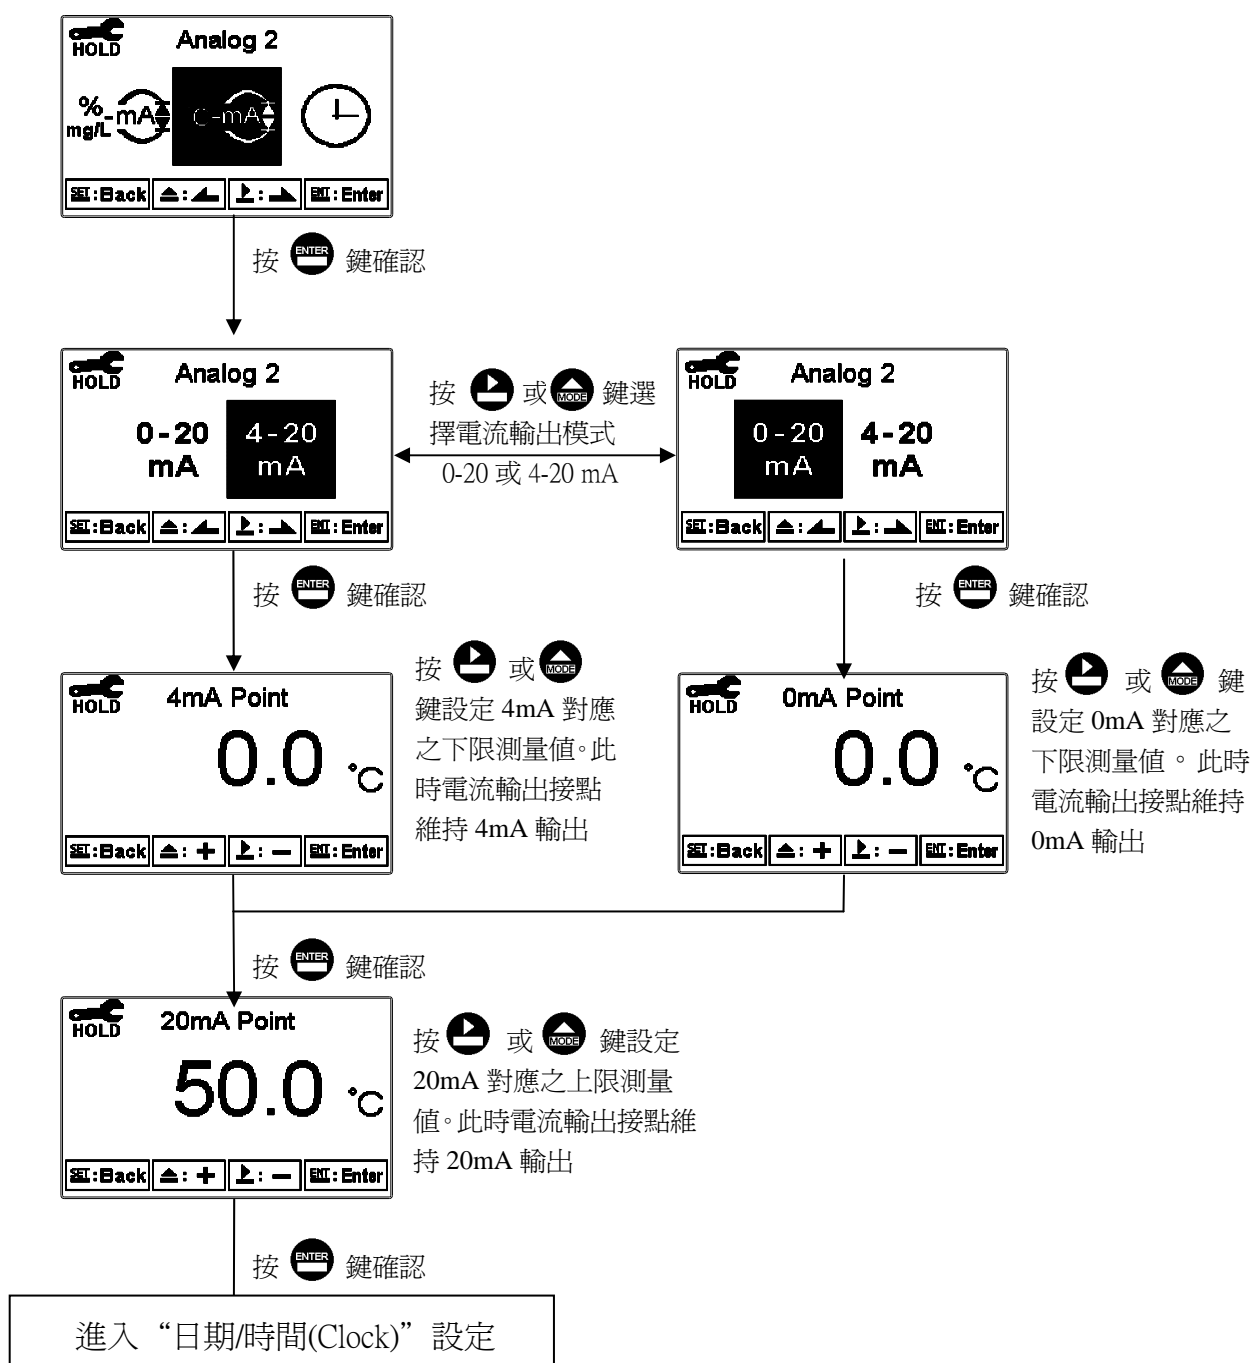 HOLD
Analog 2
%
mg/L
-mA
C-mA
SET:Back
:
:
ENT:Enter
按 ENTER 鍵確認
HOLD
Analog 2
0-20
mA
4-20
mA
SET:Back
:
:
ENT:Enter
按 或 MODE 鍵選
擇電流輸出模式
0-20 或 4-20 mA
HOLD
Analog 2
0-20
mA
4-20
mA
SET:Back
:
:
ENT:Enter
按 ENTER 鍵確認
按 ENTER 鍵確認
HOLD
4mA Point
0.0 °C
SET:Back
: +
: −
ENT:Enter
按 或 MODE
鍵設定 4mA 對應
之下限測量值。此
時電流輸出接點
維持 4mA 輸出
HOLD
0mA Point
0.0 °C
SET:Back
: +
: −
ENT:Enter
按 或 MODE 鍵
設定 0mA 對應之
下限測量值。此時
電流輸出接點維持
0mA 輸出
按 ENTER 鍵確認
HOLD
20mA Point
50.0 °C
SET:Back
: +
: −
ENT:Enter
按 或 MODE 鍵設定
20mA 對應之上限測量
值。此時電流輸出接點維
持 20mA 輸出
按 ENTER 鍵確認
進入“日期/時間(Clock)”設定